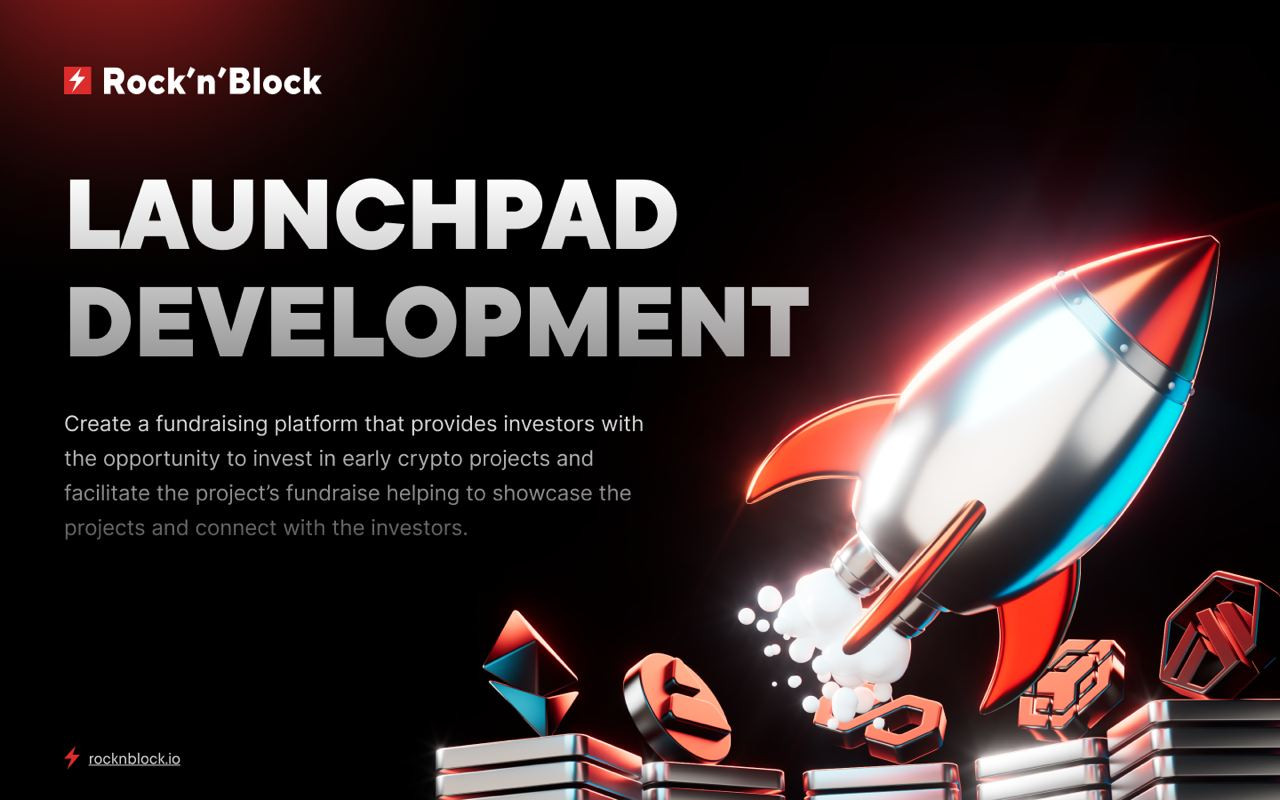 Rock’n’Block
LAUNCHPAD
DEVELOPMENT
Create a fundraising platform that provides investors with
the opportunity to invest in early crypto projects and
facilitate the project’s fundraise helping to showcase the
projects and connect with the investors.
rocknblock.io